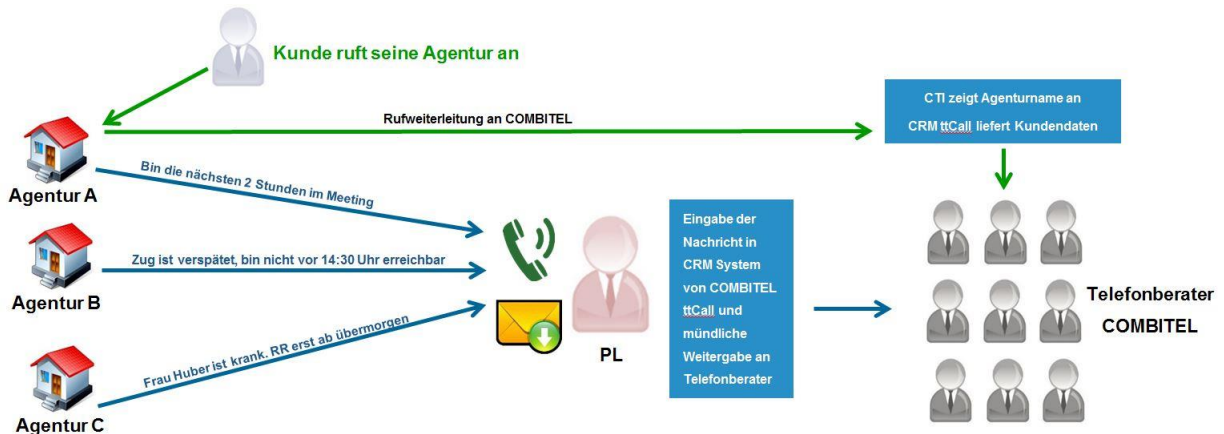 Kunde ruft seine Agentur an
Rufweiterleitung an COMBITEL
CTI zeigt Agenturname an
CRM ttCall liefert Kundendaten
Agentur A
Bin die nächsten 2 Stunden im Meeting
Agentur B
Zug ist verspätet, bin nicht vor 14:30 Uhr erreichbar
Agentur C
Frau Huber ist krank. RR erst ab übermorgen
PL
Eingabe der
Nachricht in
CRM System
von COMBITEL
ttCall und
mündliche
Weitergabe an
Telefonberater
Telefonberater
COMBITEL